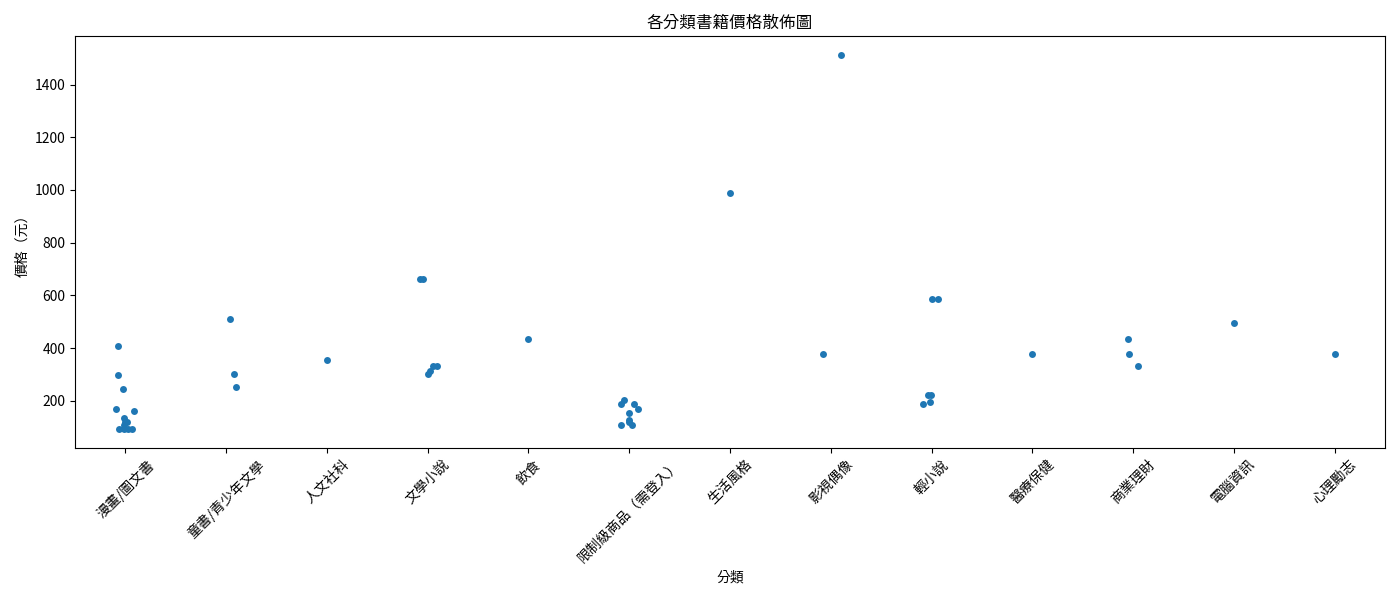 各分類書籍價格散佈圖
價格（元）
1400
1200
1000
800
600
400
200
漫畫/圖文書
童書/青少年文學
人文社科
文學小說
飲食
限制級商品（需登入）
生活風格
影視偶像
輕小說
醫療保健
商業理財
電腦資訊
心理勵志
分類